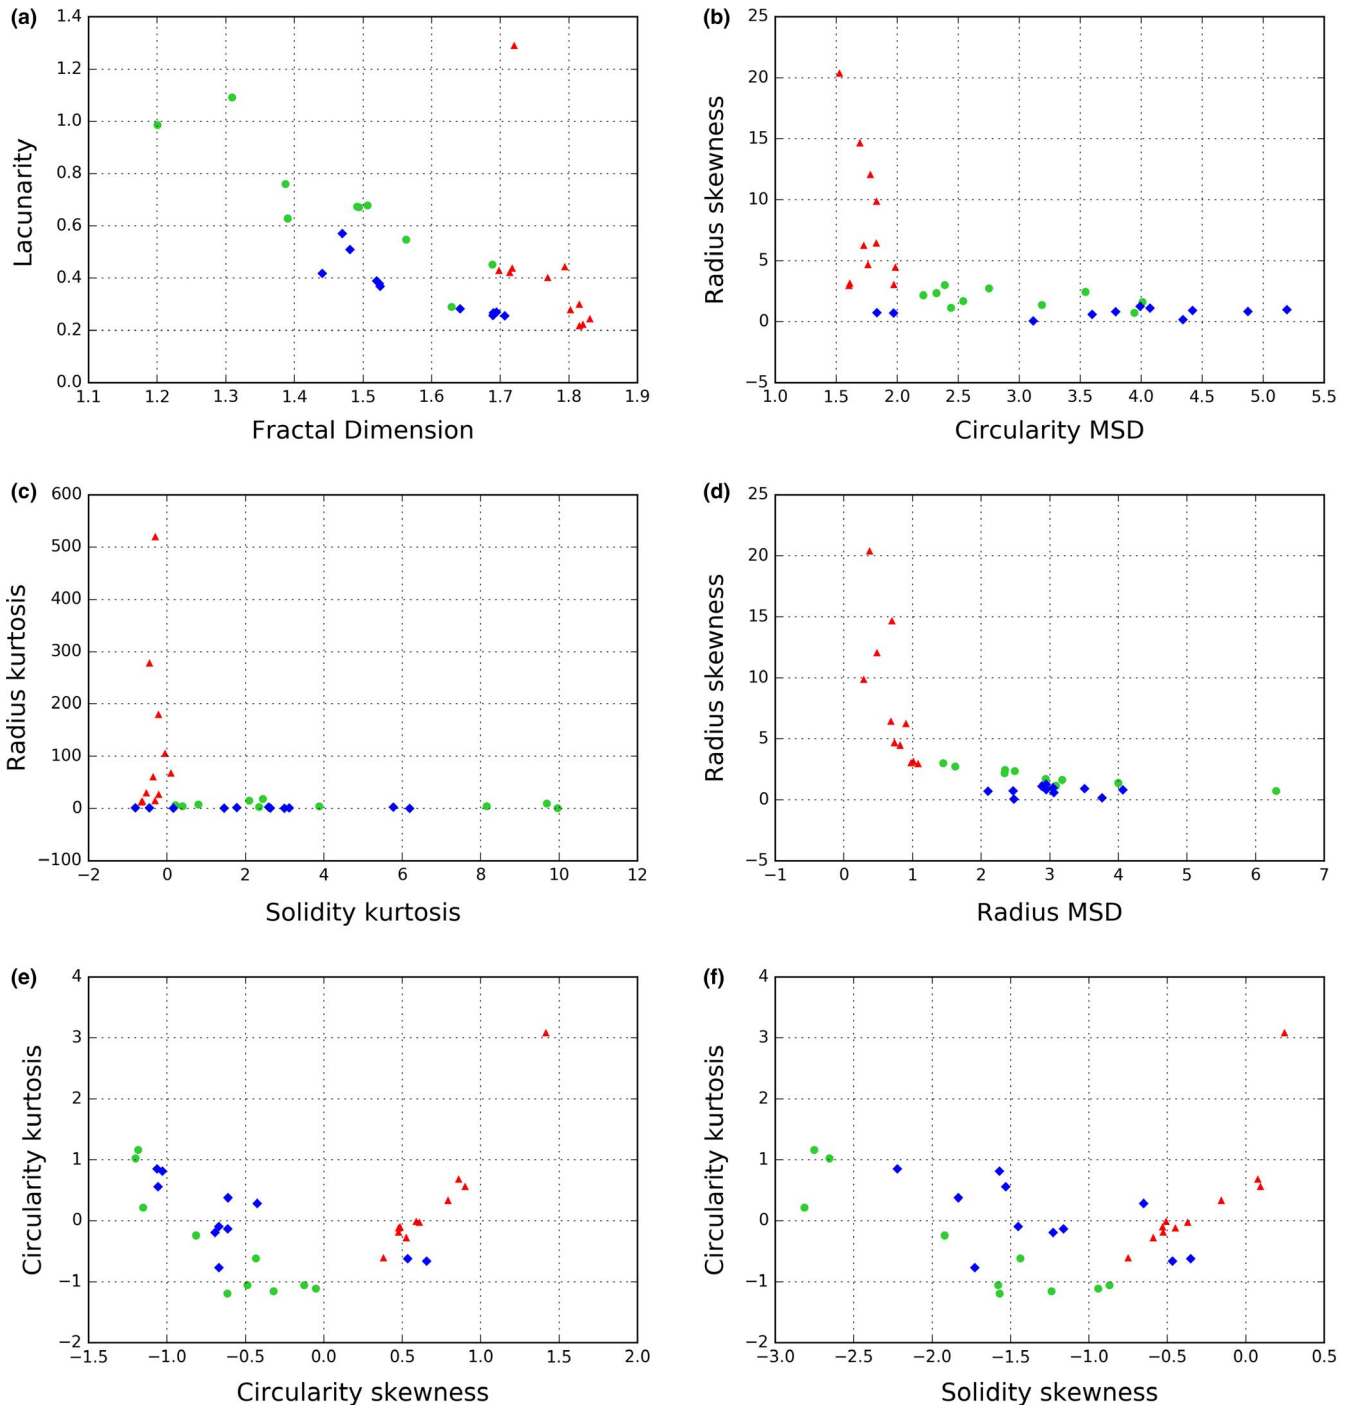 (a)
1.4
1.2
1.0
0.8
0.6
0.4
0.2
0.0
Lacunarity
1.1 1.2 1.3 1.4 1.5 1.6 1.7 1.8 1.9
Fractal Dimension
(b)
25
20
15
10
5
0
−5
Radius skewness
1.0 1.5 2.0 2.5 3.0 3.5 4.0 4.5 5.0 5.5
Circularity MSD
(c)
600
500
400
300
200
100
0
−100
Radius kurtosis
−2 0 2 4 6 8 10 12
Solidity kurtosis
(d)
25
20
15
10
5
0
−5
Radius skewness
−1 0 1 2 3 4 5 6 7
Radius MSD
(e)
4
3
2
1
0
−1
−2
Circularity kurtosis
−1.5 −1.0 −0.5 0.0 0.5 1.0 1.5 2.0
Circularity skewness
(f)
4
3
2
1
0
−1
−2
Circularity kurtosis
−3.0 −2.5 −2.0 −1.5 −1.0 −0.5 0.0 0.5
Solidity skewness